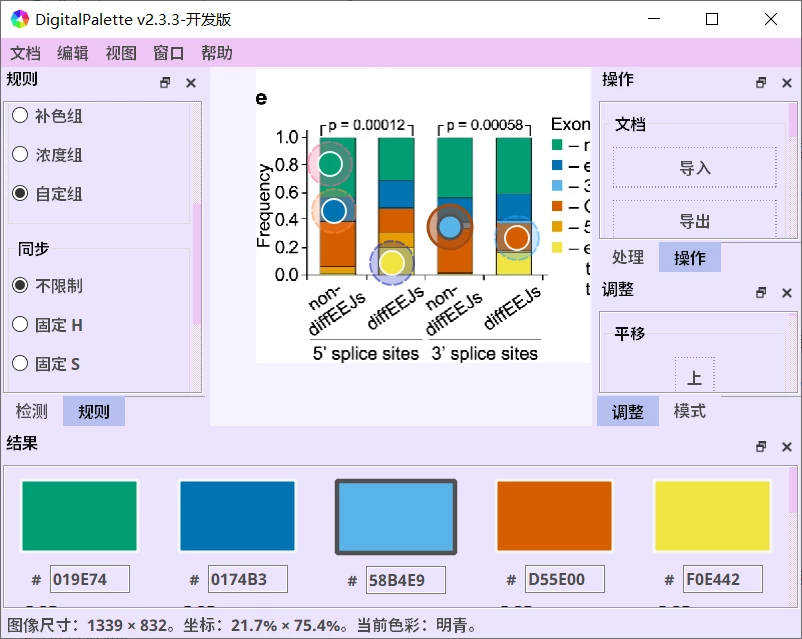 DigitalPalette v2.3.3-开发版
文档 编辑 视图 窗口 帮助
规则
补色组
浓度组
自定组
同步
不限制
固定 H
固定 S
检测 规则
e
p = 0.00012 p = 0.00058
Exon
1.0
0.8
0.6
0.4
0.2
0.0
Frequency
non-
diffEEJs
diffEEJs
non-
diffEEJs
diffEEJs
5' splice sites 3' splice sites
操作
文档
导入
导出
处理 操作
调整
平移
上
调整 模式
结果
# 019E74 # 0174B3 # 58B4E9 # D55E00 # F0E442
图像尺寸：1339 × 832。坐标：21.7% × 75.4%。当前色彩：明青。